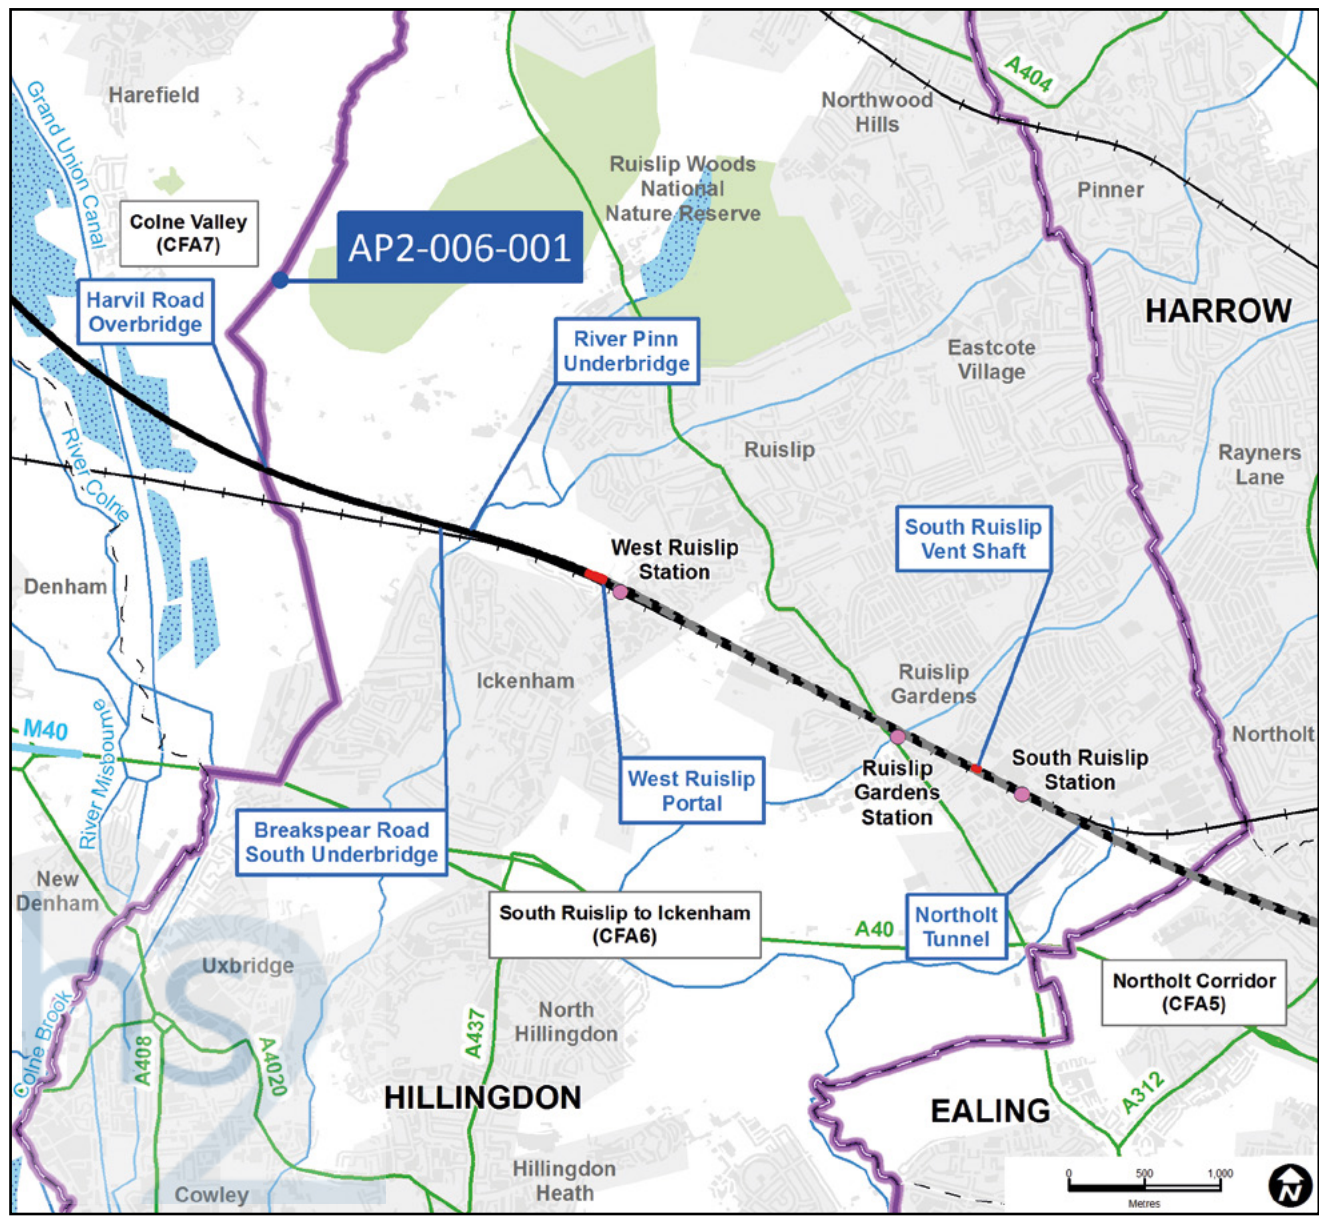 A404
Harefield
Northwood
Hills
Grand Union Canal
Ruislip Woods
National
Nature Reserve
Pinner
Colne Valley
(CFA7)
AP2-006-001
Harvil Road
Overbridge
HARROW
River Pinn
Underbridge
Eastcote
Village
River Colne
Ruislip
Rayners
Lane
South Ruislip
Vent Shaft
West Ruislip
Station
Denham
Ickenham
Ruislip
Gardens
M40
River Misbourne
Northolt
South Ruislip
Station
West Ruislip
Portal
Ruislip
Gardens
Station
Breakspear Road
South Underbridge
New
Denham
South Ruislip to Ickenham
(CFA6)
A40
Northolt
Tunnel
Uxbridge
Northolt Corridor
(CFA5)
hs2
Colne Brook
A408
A4020
A437
North
Hillingdon
HILLINGDON
EALING
A312
Hillingdon
Heath
Cowley
0 500 1,000
Metres
N